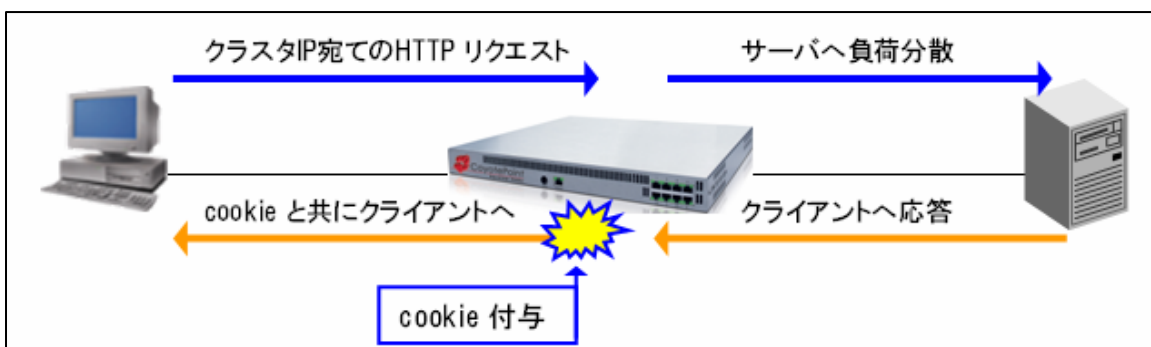 クラスタIP宛てのHTTP リクエスト
サーバへ負荷分散
CoyotePoint
cookie と共にクライアントへ
クライアントへ応答
cookie 付与